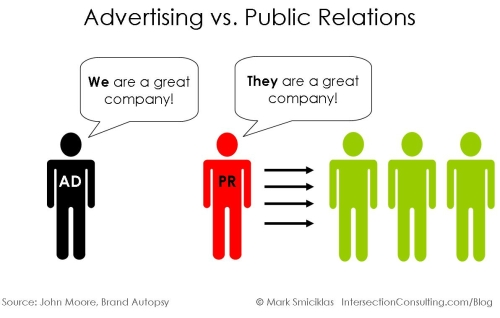 Advertising vs. Public Relations
We are a great
company!
They are a great
company!
AD
PR
Source: John Moore, Brand Autopsy
© Mark Smiciklas IntersectionConsulting.com/Blog